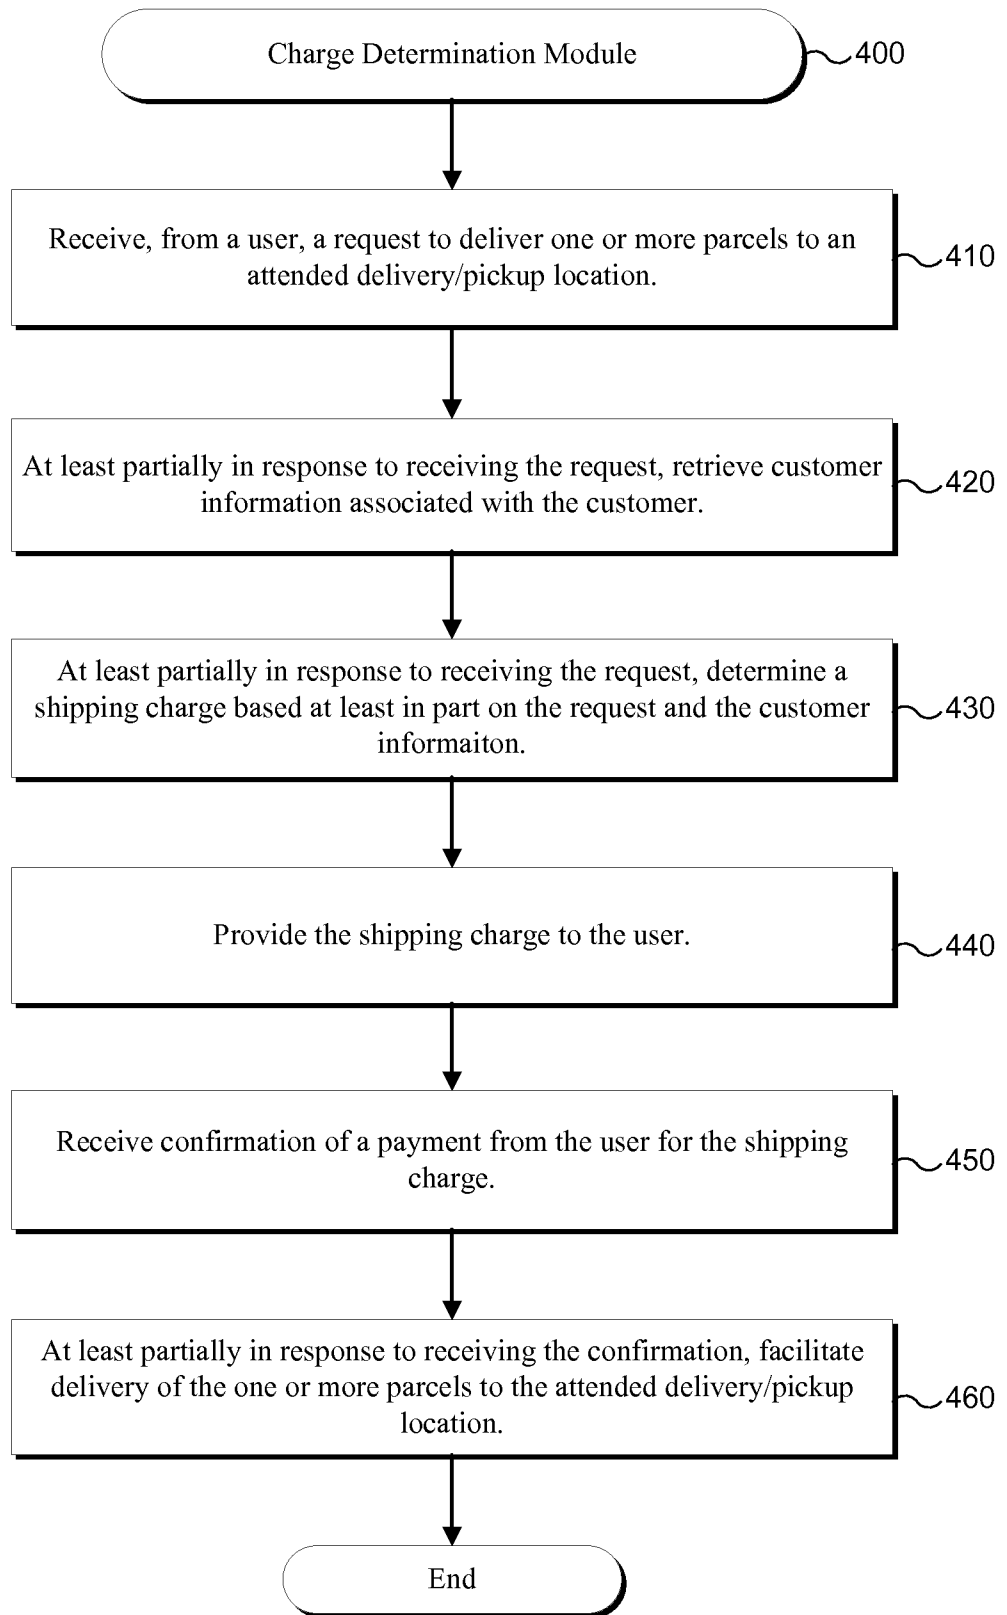 Charge Determination Module
400
Receive, from a user, a request to deliver one or more parcels to an
attended delivery/pickup location.
410
At least partially in response to receiving the request, retrieve customer
information associated with the customer.
420
At least partially in response to receiving the request, determine a
shipping charge based at least in part on the request and the customer
informaiton.
430
Provide the shipping charge to the user.
440
Receive confirmation of a payment from the user for the shipping
charge.
450
At least partially in response to receiving the confirmation, facilitate
delivery of the one or more parcels to the attended delivery/pickup
location.
460
End